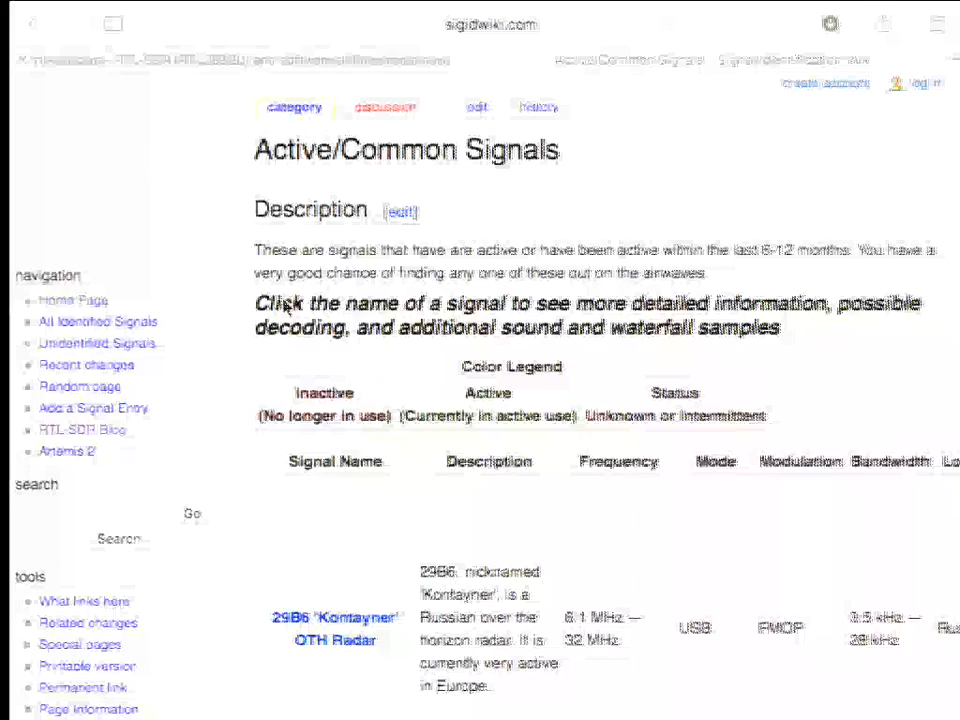 sigidwiki.com
create account log in
category discussion edit history
Active/Common Signals
Description [edit]
These are signals that have are active or have been active within the last 6-12 months. You have a
very good chance of finding any one of these out on the airwaves.
Click the name of a signal to see more detailed information, possible
decoding, and additional sound and waterfall samples
Color Legend
Inactive Active Status
(No longer in use) (Currently in active use) Unknown or Intermittent
Signal Name Description Frequency Mode Modulation Bandwidth Lo
29B6 'Kontayner'
OTH Radar
29B6, nicknamed
'Kontayner', is a
Russian over the
horizon radar. It is
currently very active
in Europe.
6.1 MHz —
32 MHz
USB
FMOP
3.5 kHz —
28 kHz
Rus
navigation
Home Page
All Identified Signals
Unidentified Signals
Recent changes
Random page
Add a Signal Entry
RTL-SDR Blog
Artemis 2
search
Go
Search
tools
What links here
Related changes
Special pages
Printable version
Permanent link
Page information